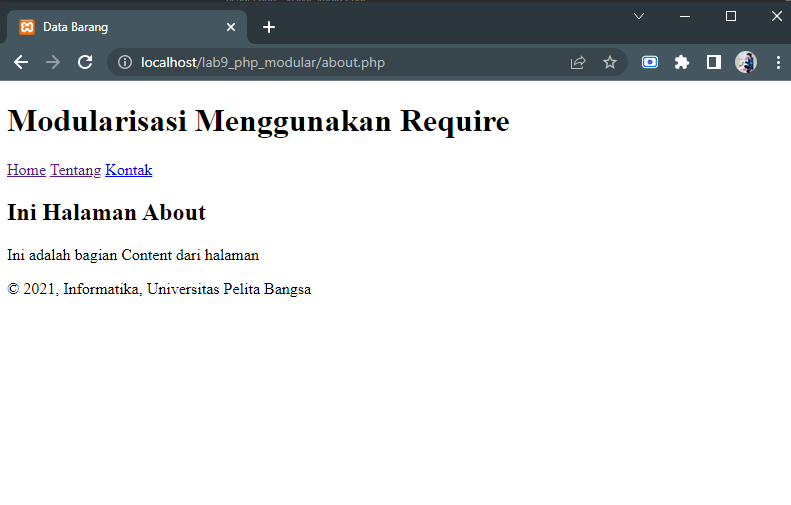 Data Barang
localhost/lab9_php_modular/about.php
Modularisasi Menggunakan Require
Home Tentang Kontak
Ini Halaman About
Ini adalah bagian Content dari halaman
© 2021, Informatika, Universitas Pelita Bangsa